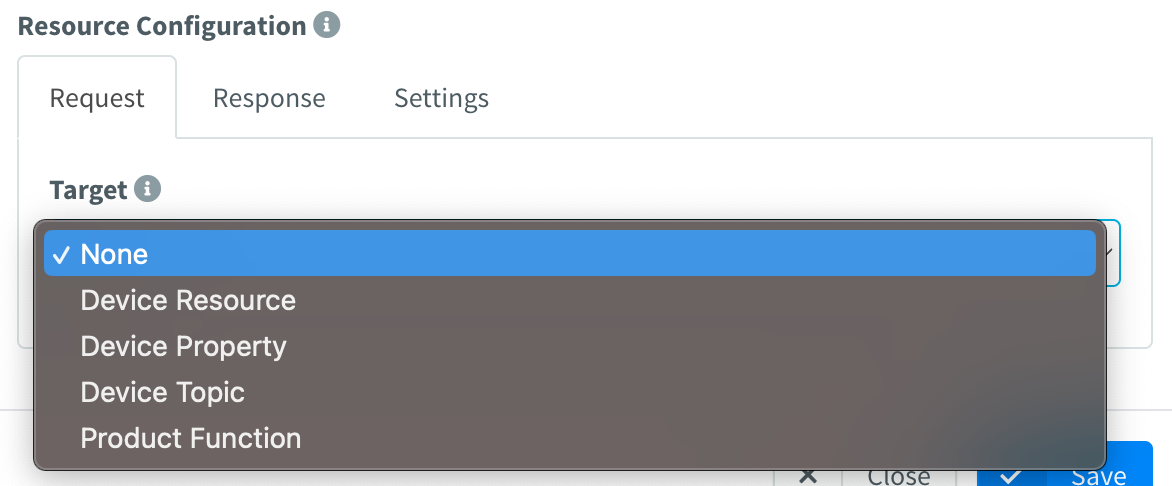 Resource Configuration
Request Response Settings
Target
✓ None
Device Resource
Device Property
Device Topic
Product Function
Close Save